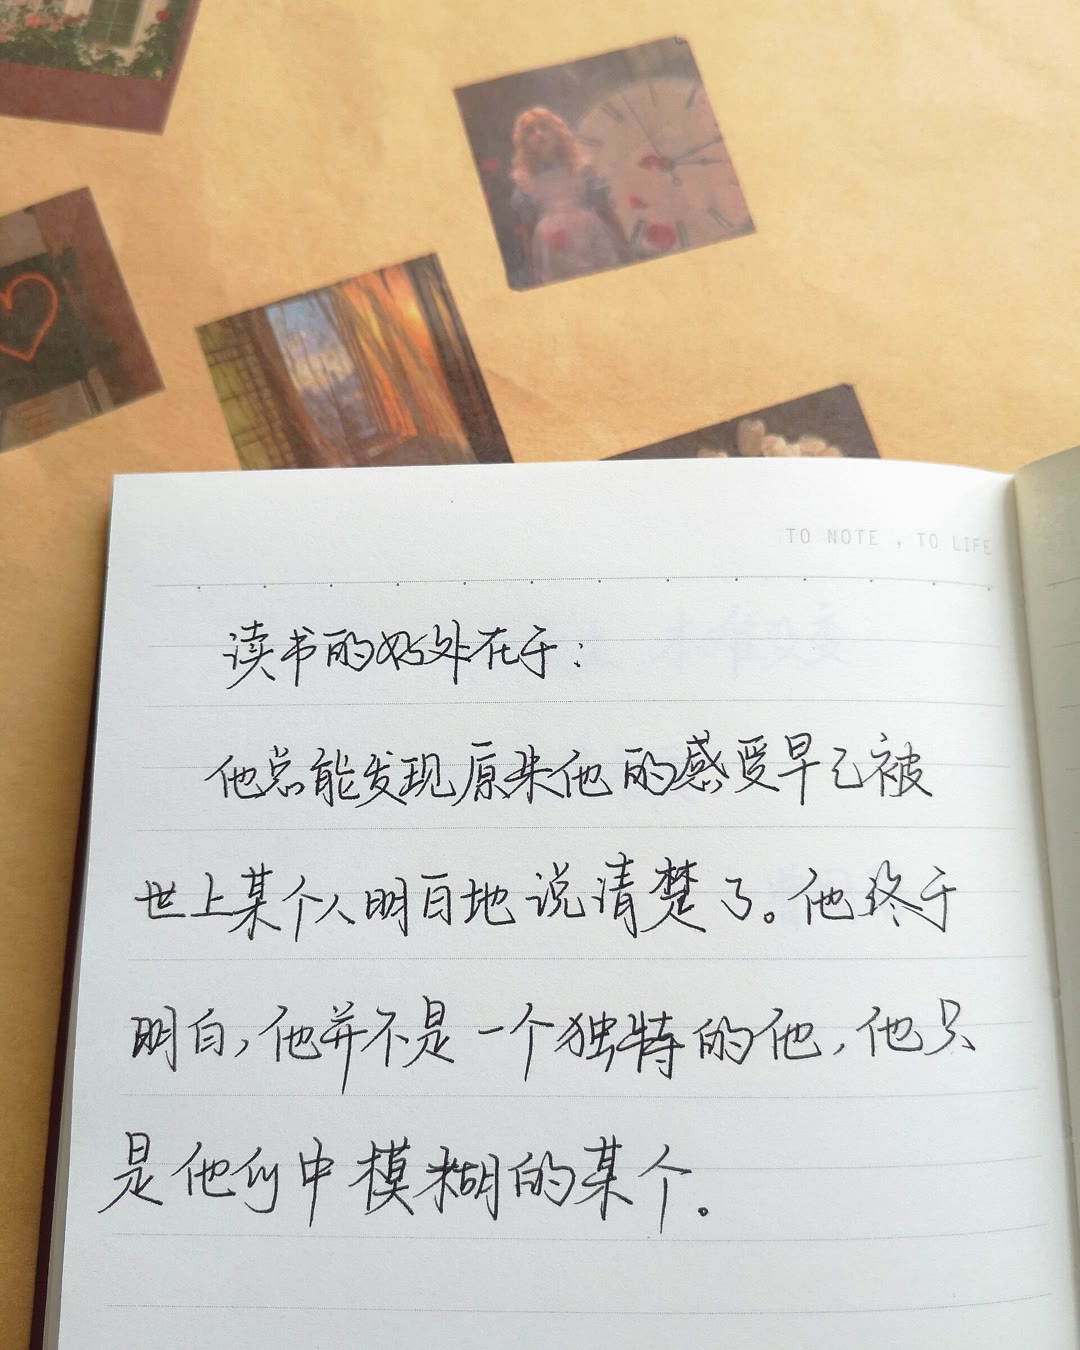 TO NOTE , TO LIFE
读书的好处在于：
他总能发现原来他的感受早已被
世上某个人明白地说清楚了。他终于
明白，他并不是一个独特的他，他只
是他们中模糊的某个。